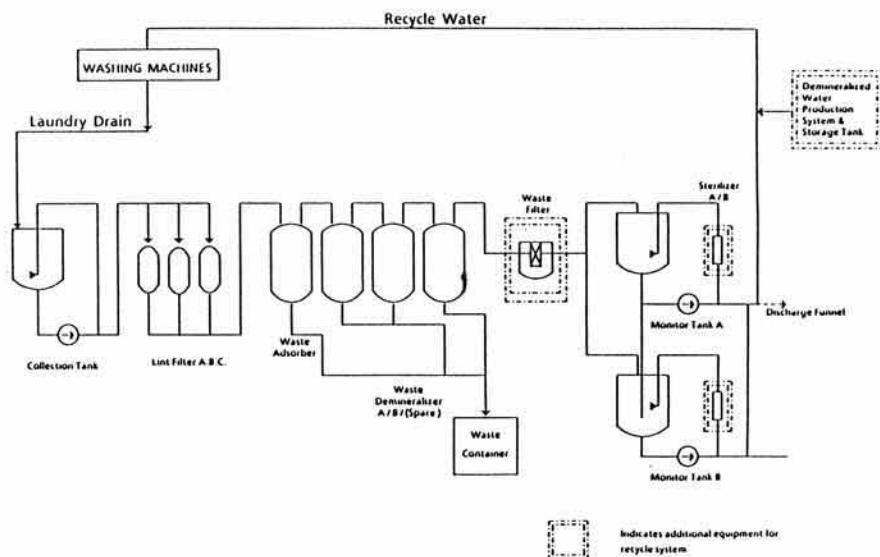 Recycle Water
WASHING MACHINES
Laundry Drain
Demineralized
Water
Production
System &
Storage Tank
Sterilizer
A/B
Waste
Filter
Discharge Funnel
Monitor Tank A
Collection Tank
Lint Filter A.B.C.
Waste
Adsorber
Waste
Demineralizer
A/B/(Spare)
Waste
Container
Monitor Tank B
Indicates additional equipment for
recycle system